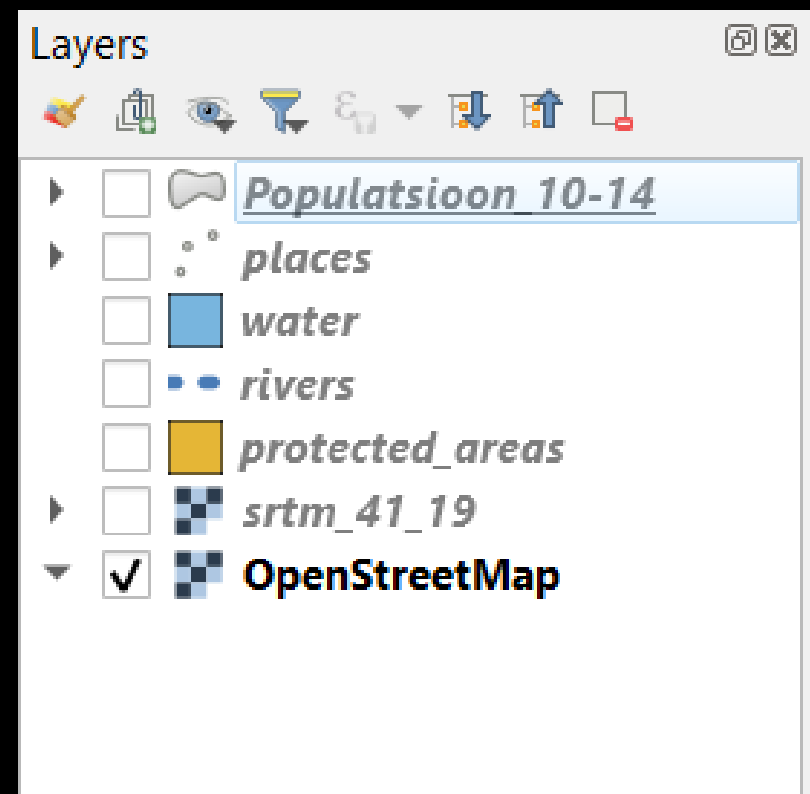 Layers
Populatsioon_10-14
places
water
rivers
protected_areas
srtm_41_19
OpenStreetMap